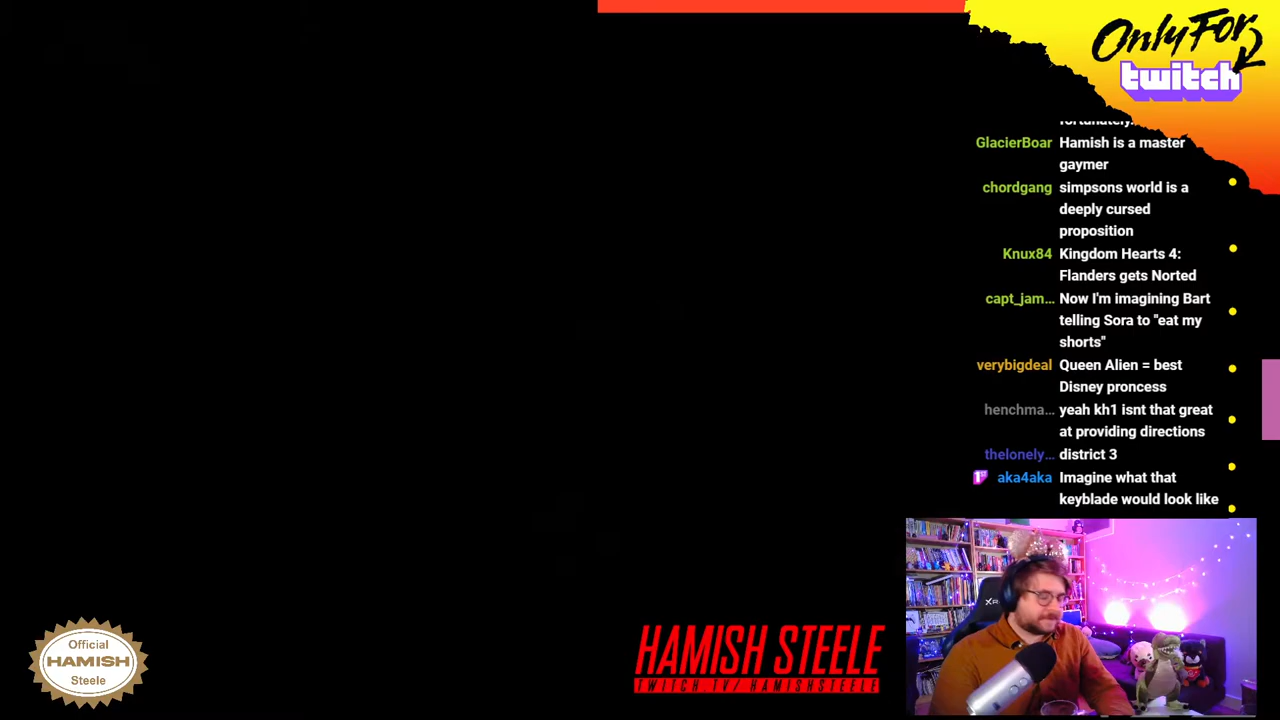 OnlyFor
twitch
fortunately.
GlacierBoar Hamish is a master
gaymer
chordgang simpsons world is a
deeply cursed
proposition
Knux84 Kingdom Hearts 4:
Flanders gets Norted
capt_jam… Now I'm imagining Bart
telling Sora to "eat my
shorts"
verybigdeal Queen Alien = best
Disney proncess
henchma… yeah kh1 isnt that great
at providing directions
thelonely… district 3
1ST aka4aka Imagine what that
keyblade would look like
Official
HAMISH
Steele
HAMISH STEELE
TWITCH.TV/HAMISHSTEELE